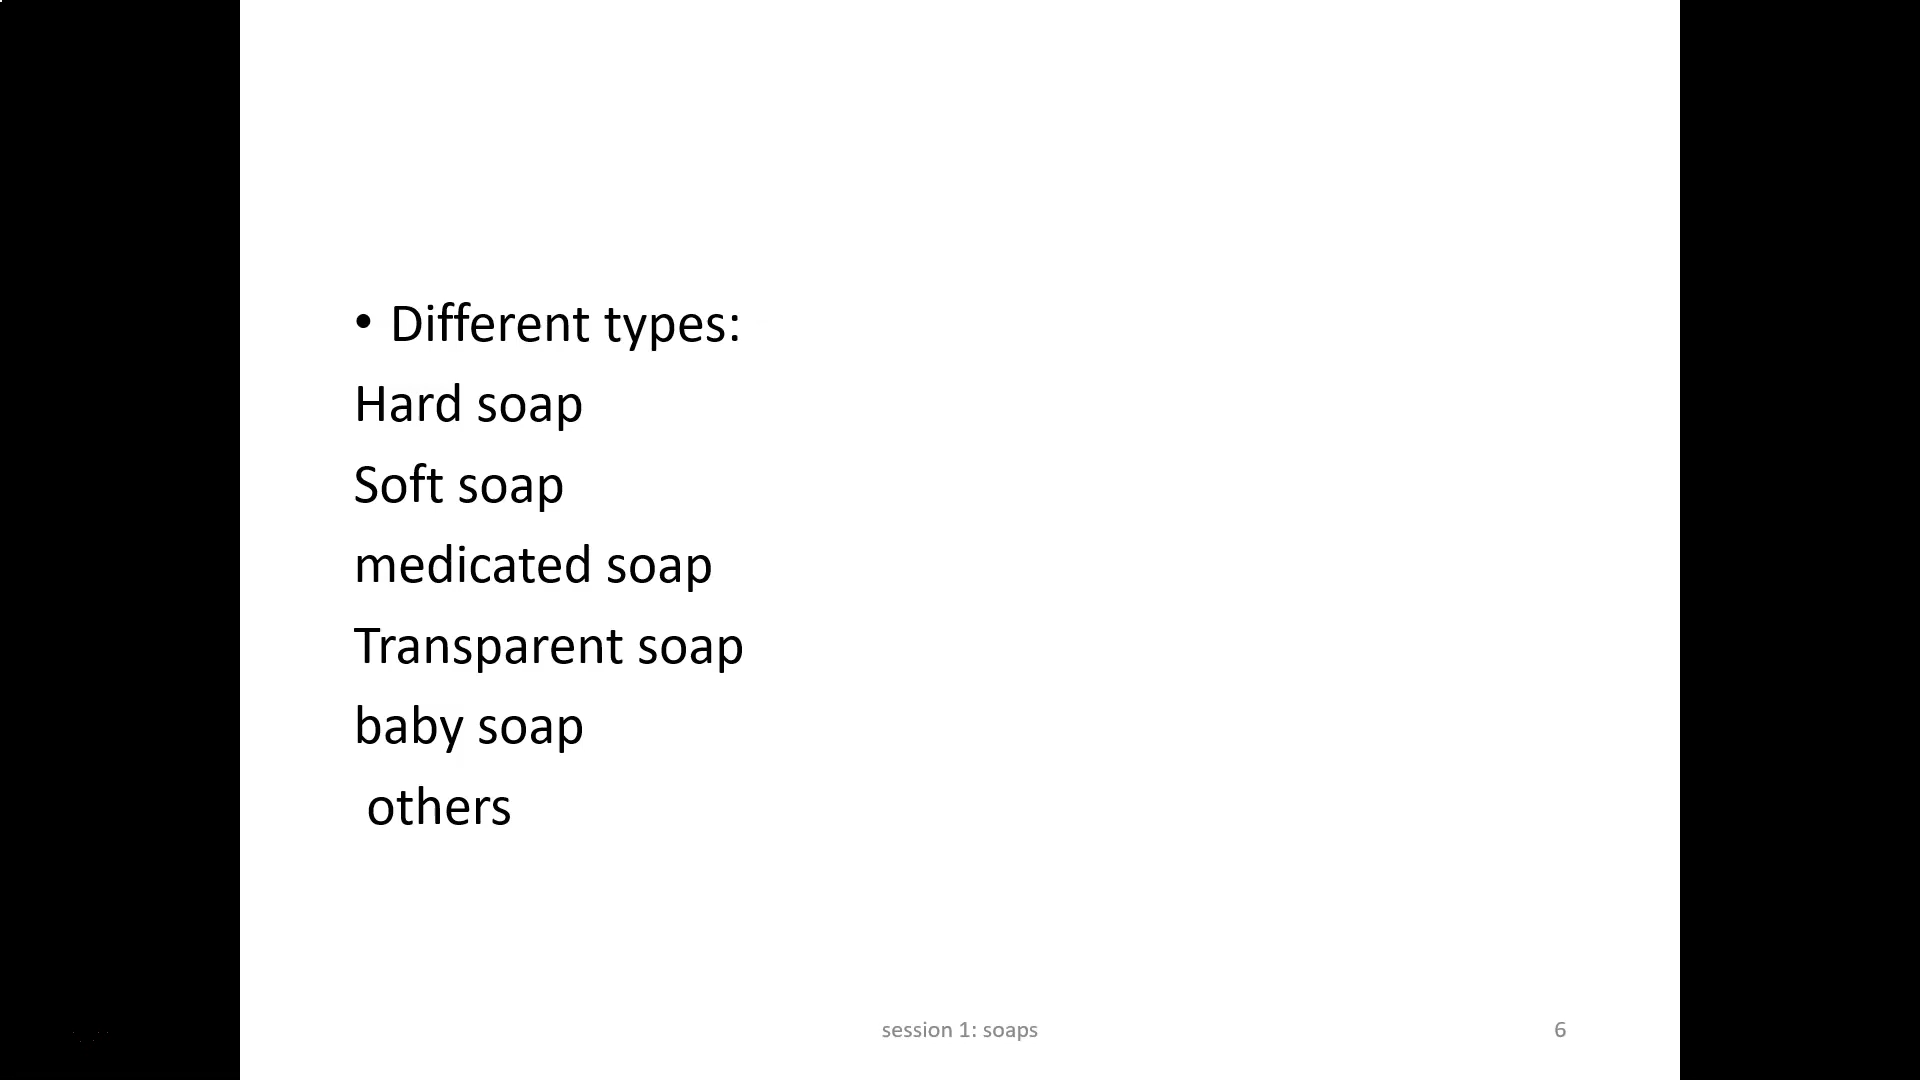 • Different types:
Hard soap
Soft soap
medicated soap
Transparent soap
baby soap
others
session 1: soaps
6